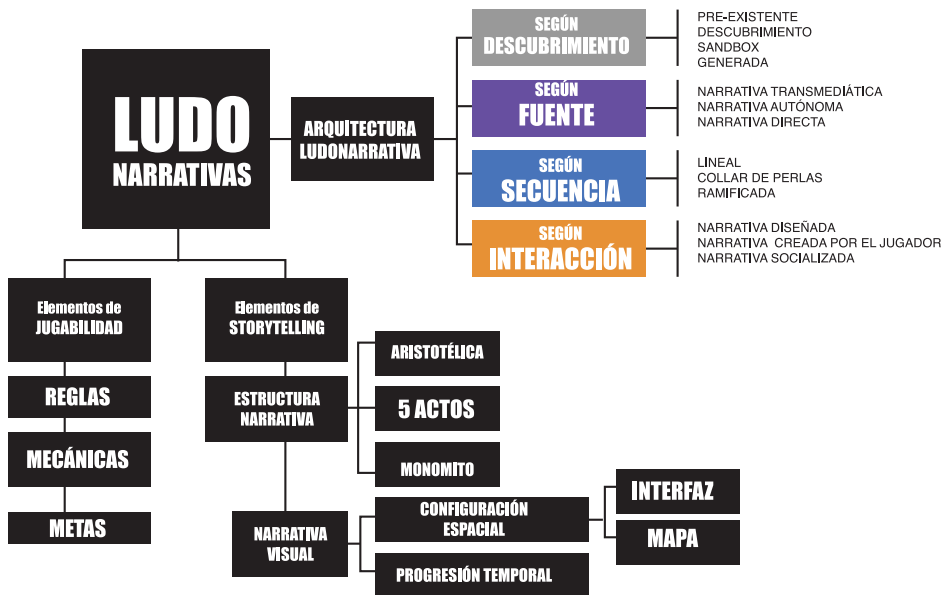 LUDO
NARRATIVAS
ARQUITECTURA
LUDONARRATIVA
SEGÚN
DESCUBRIMIENTO
PRE-EXISTENTE
DESCUBRIMIENTO
SANDBOX
GENERADA
SEGÚN
FUENTE
NARRATIVA TRANSMEDIÁTICA
NARRATIVA AUTÓNOMA
NARRATIVA DIRECTA
SEGÚN
SECUENCIA
LINEAL
COLLAR DE PERLAS
RAMIFICADA
SEGÚN
INTERACCIÓN
NARRATIVA DISEÑADA
NARRATIVA CREADA POR EL JUGADOR
NARRATIVA SOCIALIZADA
Elementos de
JUGABILIDAD
REGLAS
MECÁNICAS
METAS
Elementos de
STORYTELLING
ESTRUCTURA
NARRATIVA
ARISTOTÉLICA
5 ACTOS
MONOMITO
NARRATIVA
VISUAL
CONFIGURACIÓN
ESPACIAL
INTERFAZ
MAPA
PROGRESIÓN TEMPORAL